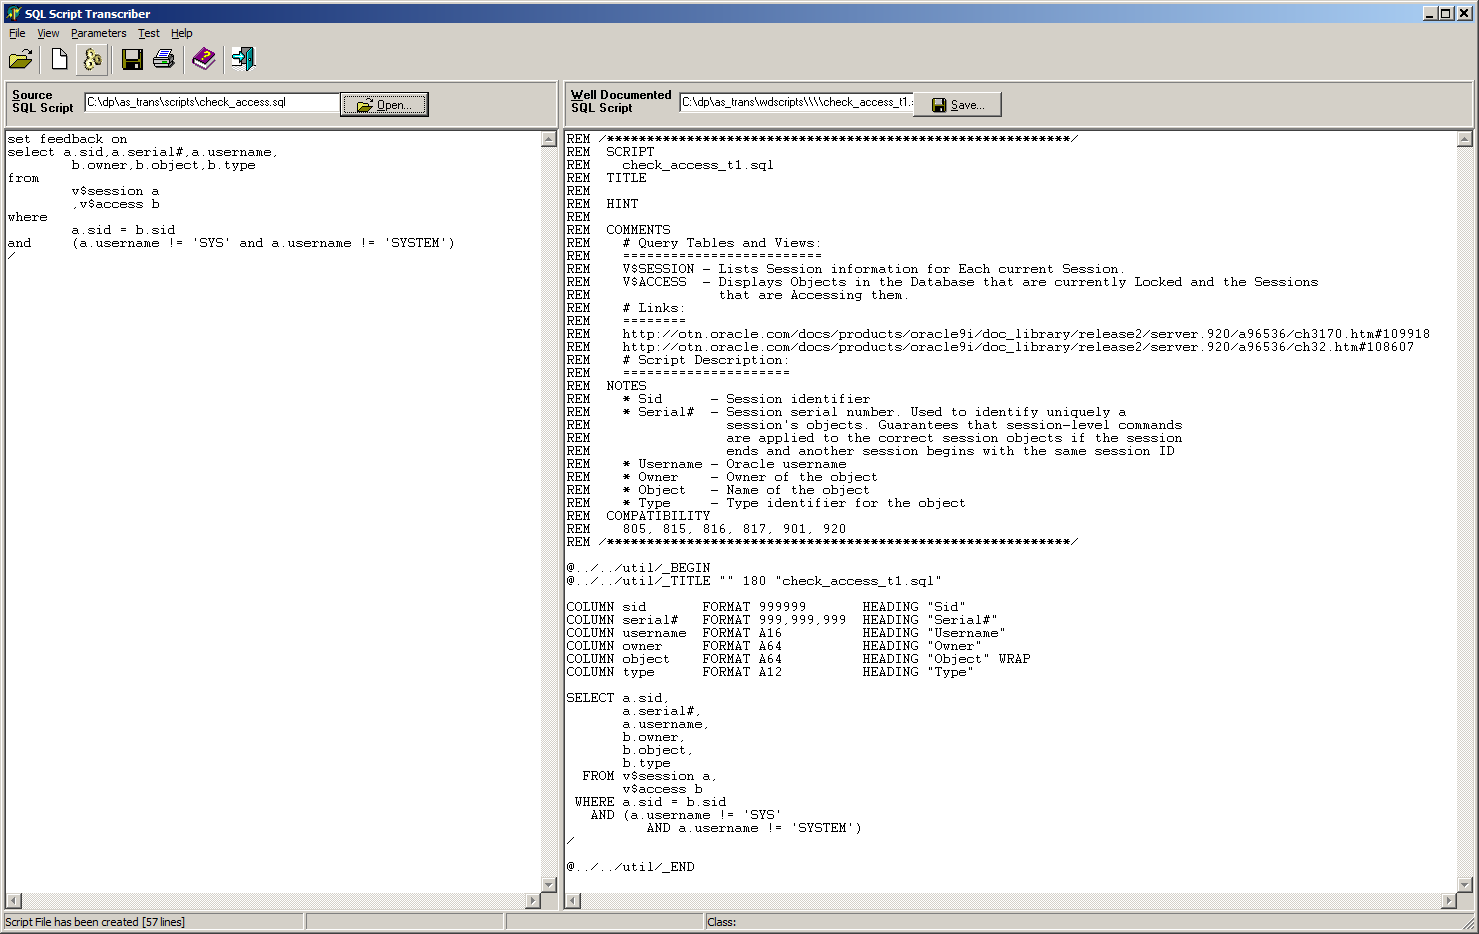 SQL Script Transcriber
File View Parameters Test Help
Source
SQL Script
C:\dp\as_trans\scripts\check_access.sql
Open...
Well Documented
SQL Script
C:\dp\as_trans\wdscripts\\\\check_access_t1.s
Save...
set feedback on
select a.sid,a.serial#,a.username,
        b.owner,b.object,b.type
from
        v$session a
        ,v$access b
where
        a.sid = b.sid
and     (a.username != 'SYS' and a.username != 'SYSTEM')
/
REM /**********************************************************/
REM  SCRIPT
REM    check_access_t1.sql
REM  TITLE
REM
REM  HINT
REM
REM  COMMENTS
REM    # Query Tables and Views:
REM    =========================
REM    V$SESSION - Lists Session information for Each current Session.
REM    V$ACCESS  - Displays Objects in the Database that are currently Locked and the Sessions
REM                that are Accessing them.
REM    # Links:
REM    ========
REM    http://otn.oracle.com/docs/products/oracle9i/doc_library/release2/server.920/a96536/ch3170.htm#109918
REM    http://otn.oracle.com/docs/products/oracle9i/doc_library/release2/server.920/a96536/ch32.htm#108607
REM    # Script Description:
REM    =====================
REM  NOTES
REM    * Sid      - Session identifier
REM    * Serial#  - Session serial number. Used to identify uniquely a
REM                 session's objects. Guarantees that session-level commands
REM                 are applied to the correct session objects if the session
REM                 ends and another session begins with the same session ID
REM    * Username - Oracle username
REM    * Owner    - Owner of the object
REM    * Object   - Name of the object
REM    * Type     - Type identifier for the object
REM  COMPATIBILITY
REM    805, 815, 816, 817, 901, 920
REM /**********************************************************/
@../../util/_BEGIN
@../../util/_TITLE "" 180 "check_access_t1.sql"
COLUMN sid       FORMAT 999999       HEADING "Sid"
COLUMN serial#   FORMAT 999,999,999  HEADING "Serial#"
COLUMN username  FORMAT A16          HEADING "Username"
COLUMN owner     FORMAT A64          HEADING "Owner"
COLUMN object    FORMAT A64          HEADING "Object" WRAP
COLUMN type      FORMAT A12          HEADING "Type"
SELECT a.sid,
       a.serial#,
       a.username,
       b.owner,
       b.object,
       b.type
  FROM v$session a,
       v$access b
 WHERE a.sid = b.sid
   AND (a.username != 'SYS'
          AND a.username != 'SYSTEM')
/
@../../util/_END
Script File has been created [57 lines]
Class: